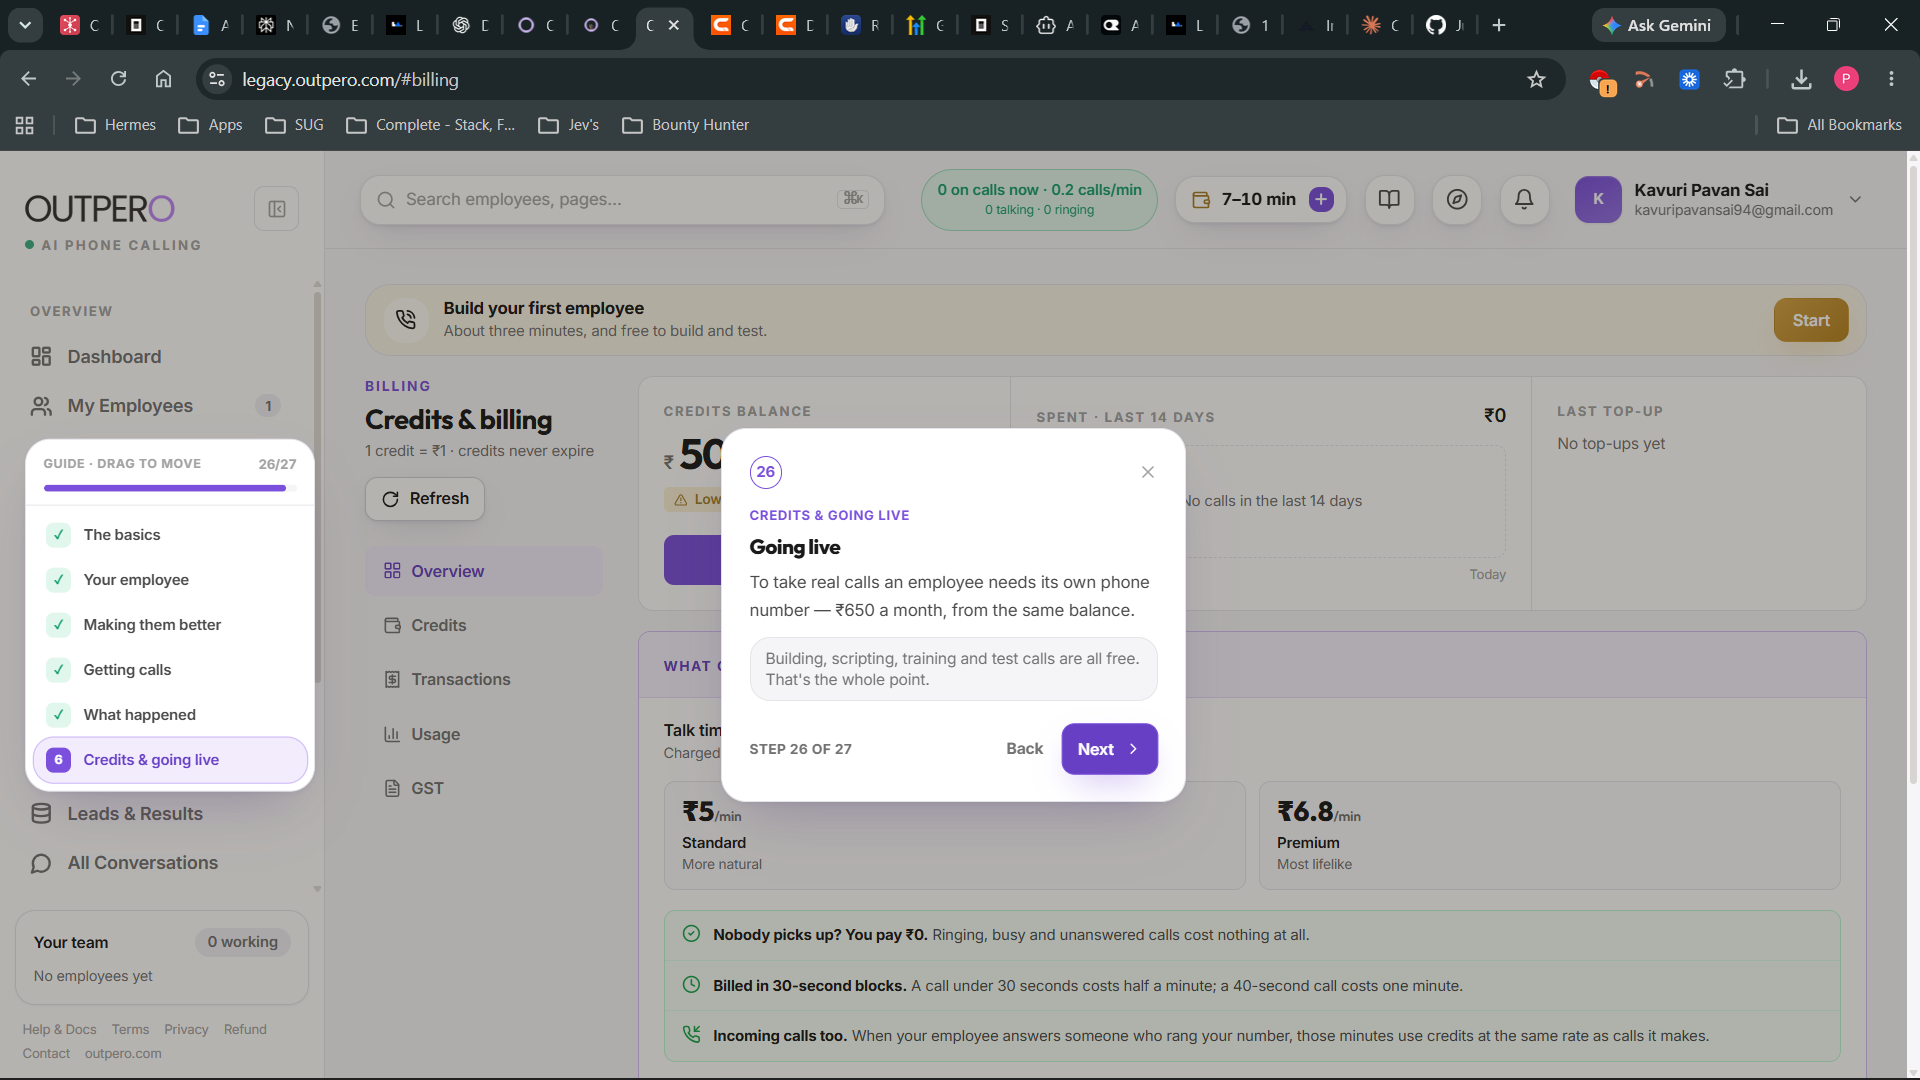 Ask Gemini
legacy.outpero.com/#billing
Hermes
Apps
SUG
Complete - Stack, F...
Jev's
Bounty Hunter
All Bookmarks
OUTPERO
AI PHONE CALLING
Search employees, pages...
⌘K
0 on calls now · 0.2 calls/min
0 talking · 0 ringing
7–10 min
K
Kavuri Pavan Sai
kavuripavansai94@gmail.com
OVERVIEW
Dashboard
My Employees
1
GUIDE · DRAG TO MOVE
26/27
The basics
Your employee
Making them better
Getting calls
What happened
6
Credits & going live
Leads & Results
All Conversations
Your team
0 working
No employees yet
Help & Docs
Terms
Privacy
Refund
Contact
outpero.com
Build your first employee
About three minutes, and free to build and test.
Start
BILLING
Credits & billing
1 credit = ₹1 · credits never expire
Refresh
Overview
Credits
Transactions
Usage
GST
CREDITS BALANCE
₹ 50
Low
SPENT · LAST 14 DAYS
₹0
No calls in the last 14 days
Today
LAST TOP-UP
No top-ups yet
26
CREDITS & GOING LIVE
Going live
To take real calls an employee needs its own phone
number — ₹650 a month, from the same balance.
Building, scripting, training and test calls are all free.
That's the whole point.
STEP 26 OF 27
Back
Next
WHAT
Talk tim
Charged
₹5/min
Standard
More natural
₹6.8/min
Premium
Most lifelike
Nobody picks up? You pay ₹0. Ringing, busy and unanswered calls cost nothing at all.
Billed in 30-second blocks. A call under 30 seconds costs half a minute; a 40-second call costs one minute.
Incoming calls too. When your employee answers someone who rang your number, those minutes use credits at the same rate as calls it makes.